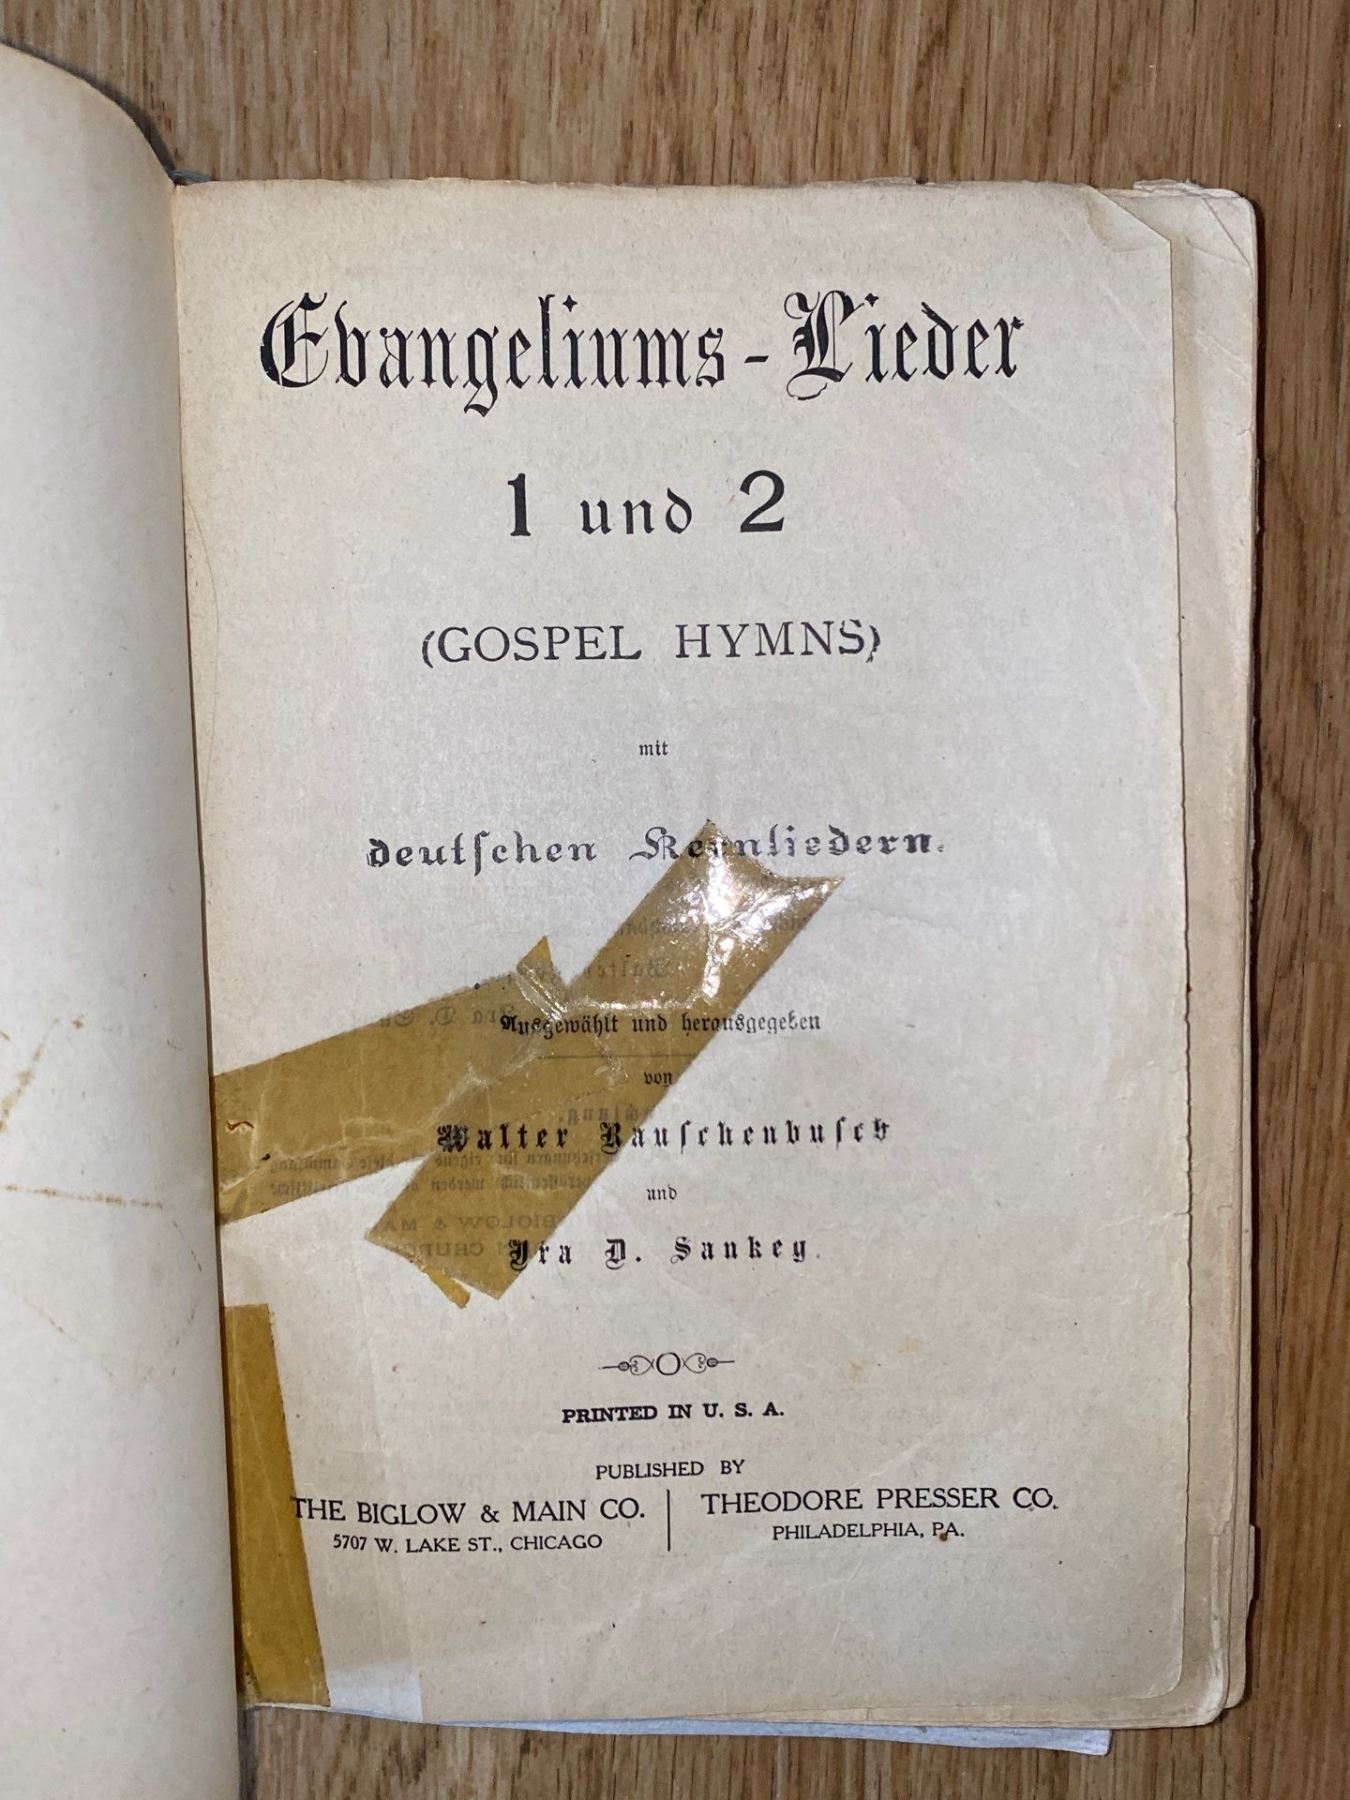 Evangeliums-Lieder
1 und 2
(GOSPEL HYMNS)
mit
deutſchen Kernliedern.
Ausgewählt und herausgegeben
von
Walter Rauſchenbuſch
und
Ira D. Sankey.
PRINTED IN U. S. A.
PUBLISHED BY
THE BIGLOW & MAIN CO.
5707 W. LAKE ST., CHICAGO
THEODORE PRESSER CO.
PHILADELPHIA, PA.